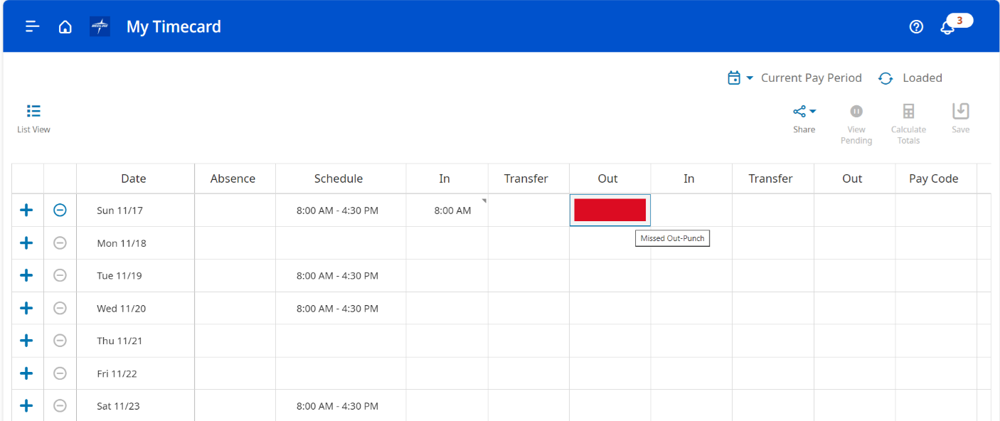 My Timecard
3
Current Pay Period Loaded
List View
Share
View Pending
Calculate Totals
Save
Date Absence Schedule In Transfer Out In Transfer Out Pay Code
Sun 11/17 8:00 AM - 4:30 PM 8:00 AM
Missed Out-Punch
Mon 11/18
Tue 11/19 8:00 AM - 4:30 PM
Wed 11/20 8:00 AM - 4:30 PM
Thu 11/21
Fri 11/22
Sat 11/23 8:00 AM - 4:30 PM